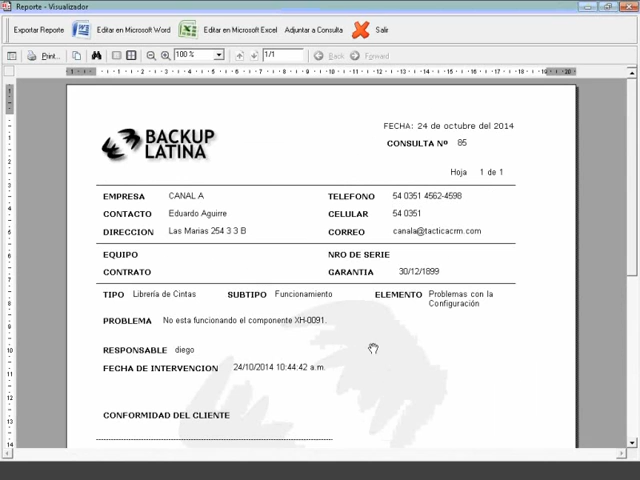 Reporte - Visualizador
Exportar Reporte Editar en Microsoft Word Editar en Microsoft Excel Adjuntar a Consulta Salir
Print... 100 % 1/1 Back Forward
BACKUP
LATINA
FECHA: 24 de octubre del 2014
CONSULTA Nº 85
Hoja 1 de 1
EMPRESA CANAL A TELEFONO 54 0351 4562-4598
CONTACTO Eduardo Aguirre CELULAR 54 0351
DIRECCION Las Marias 254 3 3 B CORREO canala@tacticacrm.com
EQUIPO NRO DE SERIE
CONTRATO GARANTIA 30/12/1899
TIPO Librería de Cintas SUBTIPO Funcionamiento ELEMENTO Problemas con la
Configuración
PROBLEMA No esta funcionando el componente XH-0091.
RESPONSABLE diego
FECHA DE INTERVENCION 24/10/2014 10:44:42 a.m.
CONFORMIDAD DEL CLIENTE